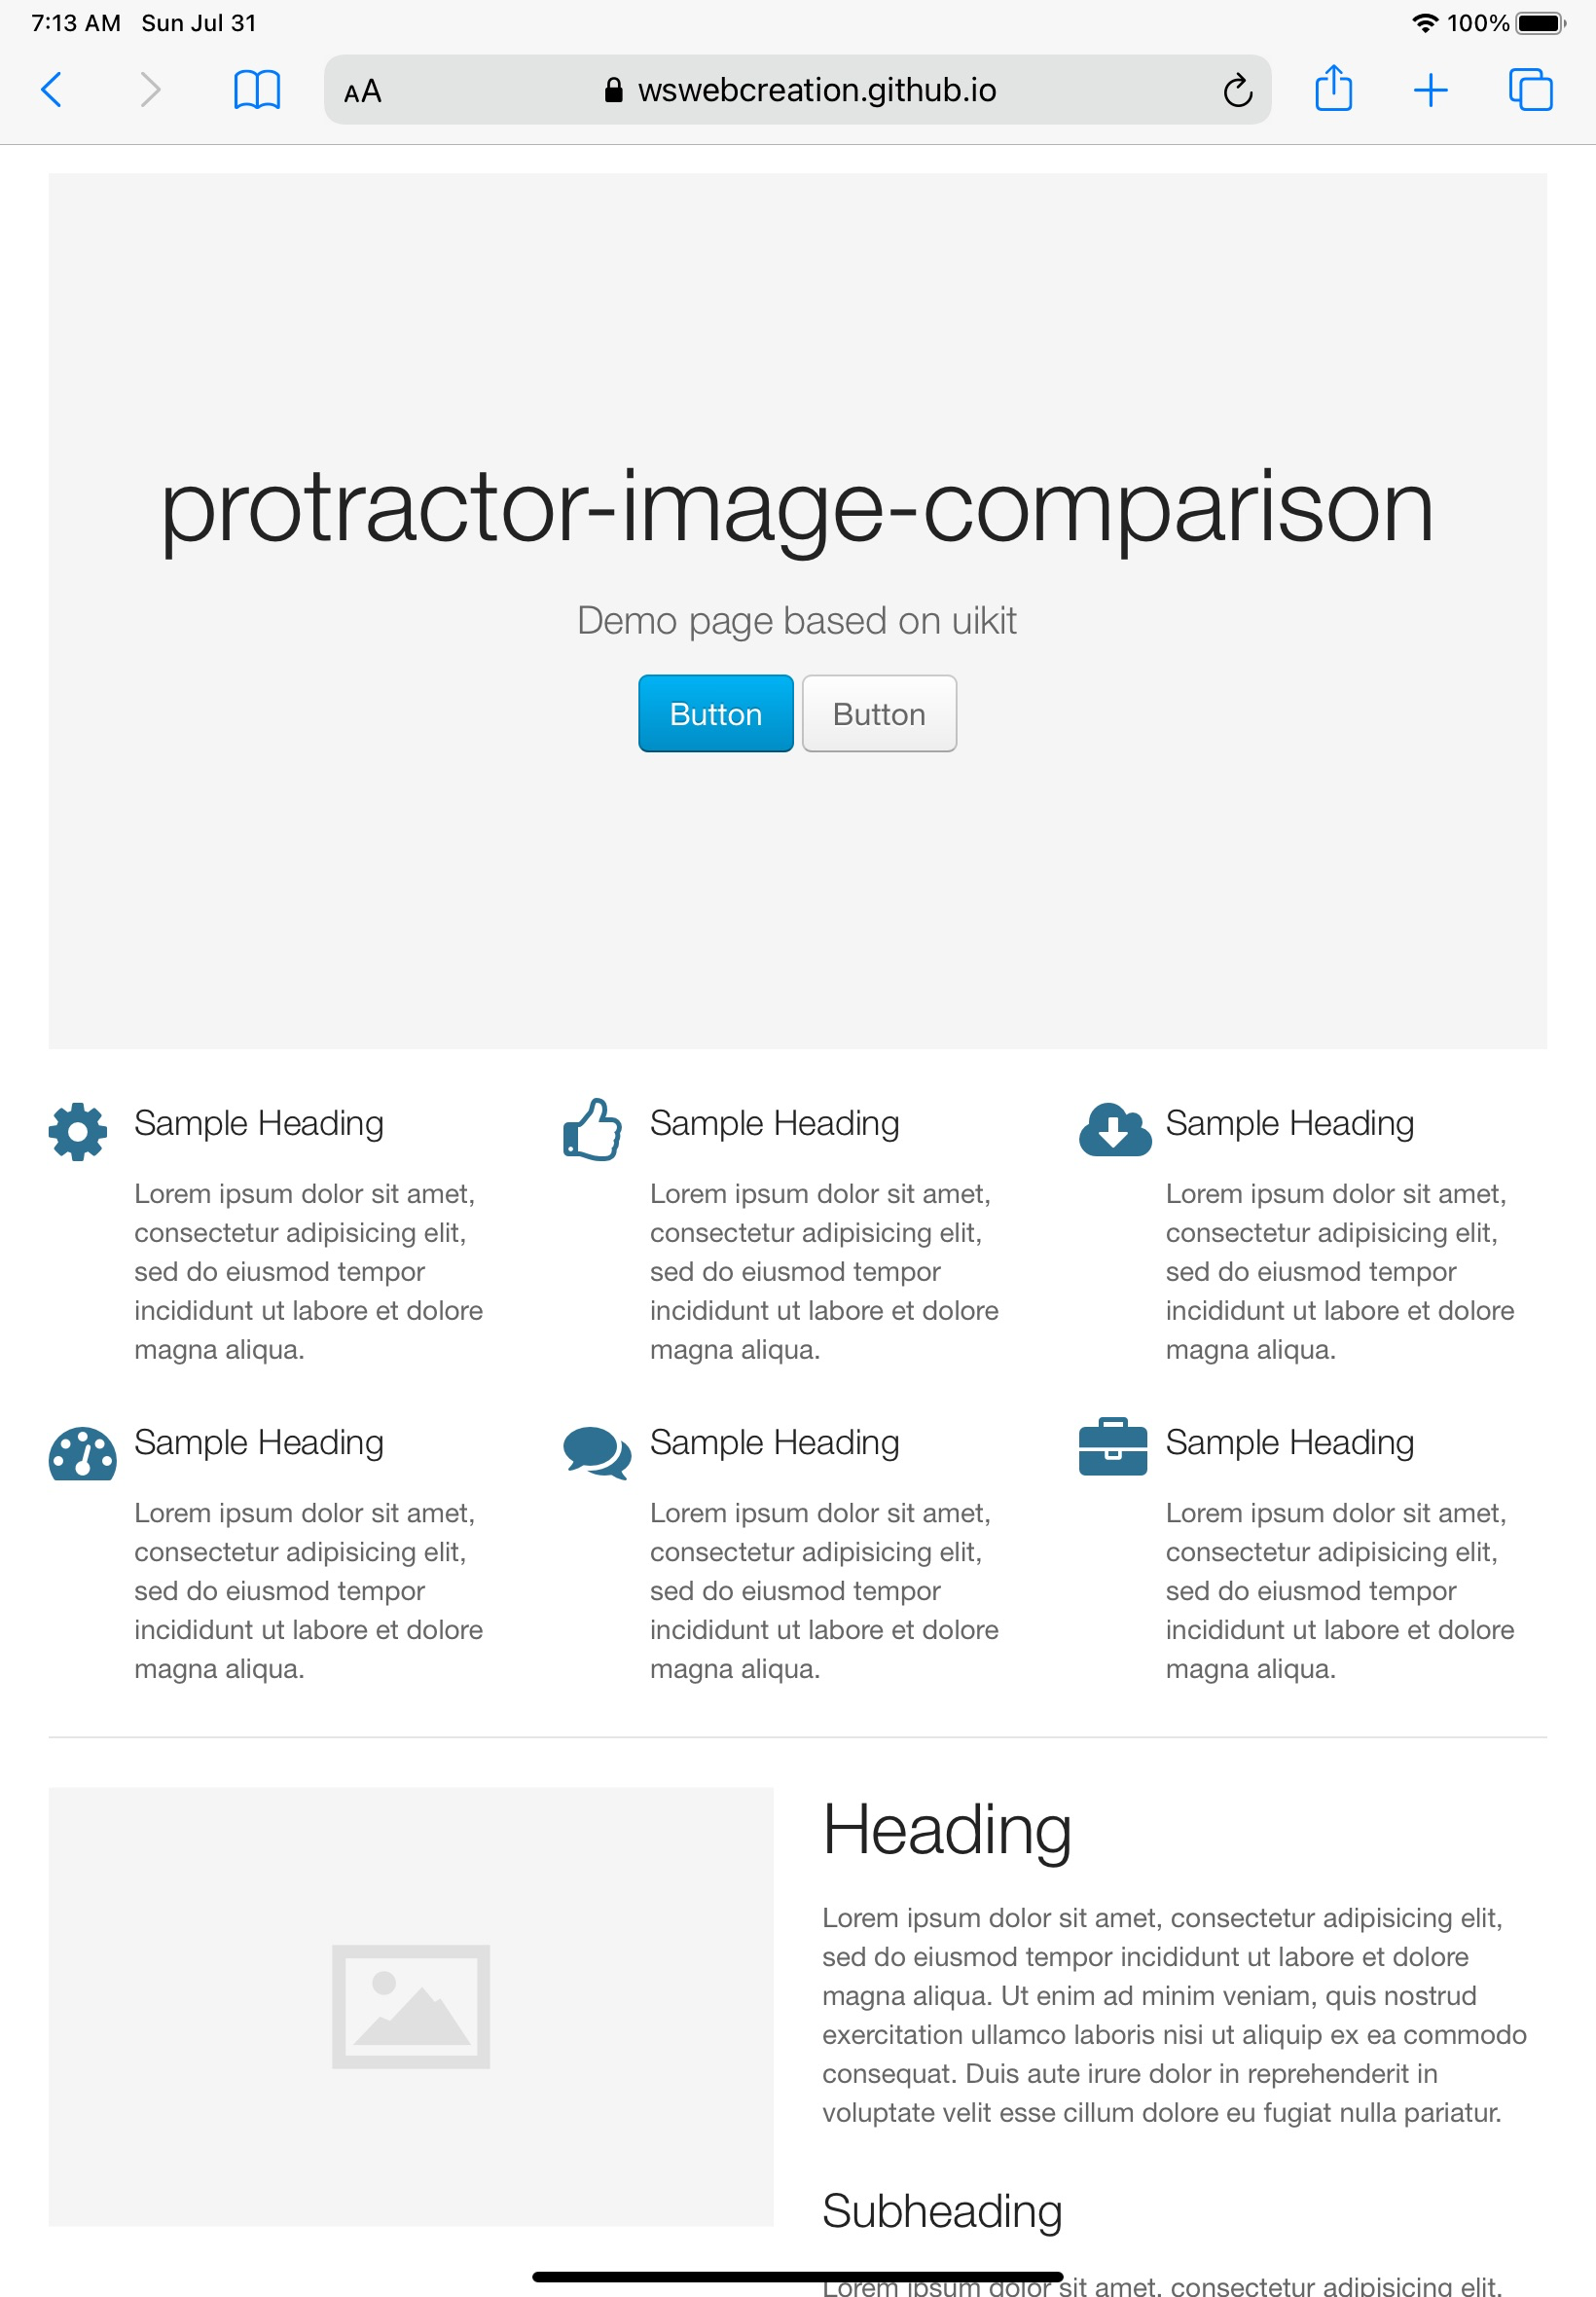 7:13 AM Sun Jul 31 100%
AA wswebcreation.github.io
protractor-image-comparison
Demo page based on uikit
Button Button
Sample Heading
Lorem ipsum dolor sit amet,
consectetur adipisicing elit,
sed do eiusmod tempor
incididunt ut labore et dolore
magna aliqua.
Sample Heading
Lorem ipsum dolor sit amet,
consectetur adipisicing elit,
sed do eiusmod tempor
incididunt ut labore et dolore
magna aliqua.
Sample Heading
Lorem ipsum dolor sit amet,
consectetur adipisicing elit,
sed do eiusmod tempor
incididunt ut labore et dolore
magna aliqua.
Sample Heading
Lorem ipsum dolor sit amet,
consectetur adipisicing elit,
sed do eiusmod tempor
incididunt ut labore et dolore
magna aliqua.
Sample Heading
Lorem ipsum dolor sit amet,
consectetur adipisicing elit,
sed do eiusmod tempor
incididunt ut labore et dolore
magna aliqua.
Sample Heading
Lorem ipsum dolor sit amet,
consectetur adipisicing elit,
sed do eiusmod tempor
incididunt ut labore et dolore
magna aliqua.
Heading
Lorem ipsum dolor sit amet, consectetur adipisicing elit,
sed do eiusmod tempor incididunt ut labore et dolore
magna aliqua. Ut enim ad minim veniam, quis nostrud
exercitation ullamco laboris nisi ut aliquip ex ea commodo
consequat. Duis aute irure dolor in reprehenderit in
voluptate velit esse cillum dolore eu fugiat nulla pariatur.
Subheading
Lorem ipsum dolor sit amet, consectetur adipisicing elit,